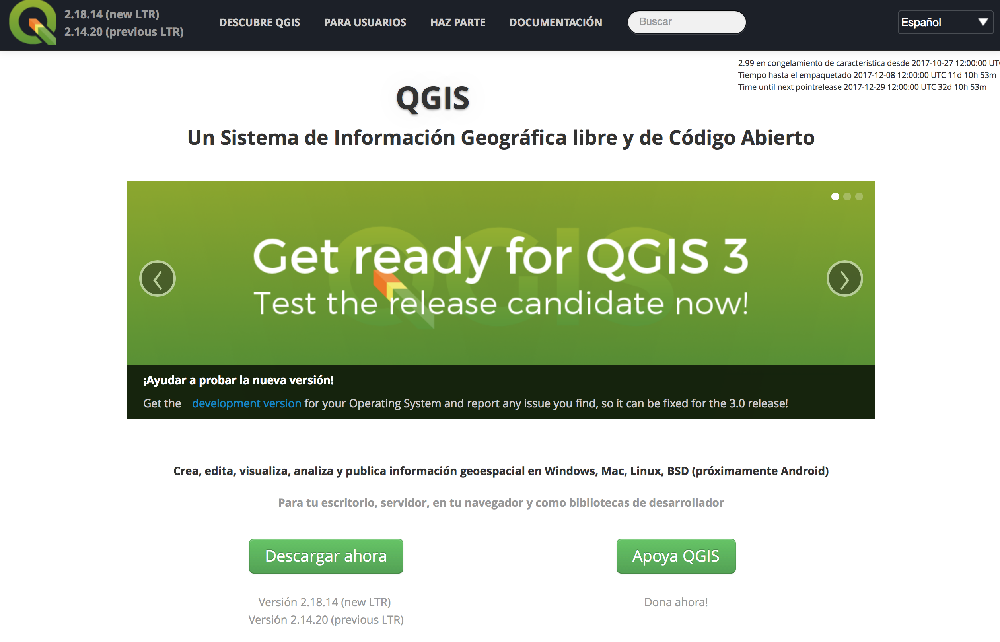 2.18.14 (new LTR)
2.14.20 (previous LTR)
DESCUBRE QGIS PARA USUARIOS HAZ PARTE DOCUMENTACIÓN Buscar Español
2.99 en congelamiento de característica desde 2017-10-27 12:00:00 UTC
Tiempo hasta el empaquetado 2017-12-08 12:00:00 UTC 11d 10h 53m
Time until next pointrelease 2017-12-29 12:00:00 UTC 32d 10h 53m
QGIS
Un Sistema de Información Geográfica libre y de Código Abierto
QGIS
Get ready for QGIS 3
Test the release candidate now!
¡Ayudar a probar la nueva versión!
Get the development version for your Operating System and report any issue you find, so it can be fixed for the 3.0 release!
Crea, edita, visualiza, analiza y publica información geoespacial en Windows, Mac, Linux, BSD (próximamente Android)
Para tu escritorio, servidor, en tu navegador y como bibliotecas de desarrollador
Descargar ahora Apoya QGIS
Versión 2.18.14 (new LTR) Dona ahora!
Versión 2.14.20 (previous LTR)